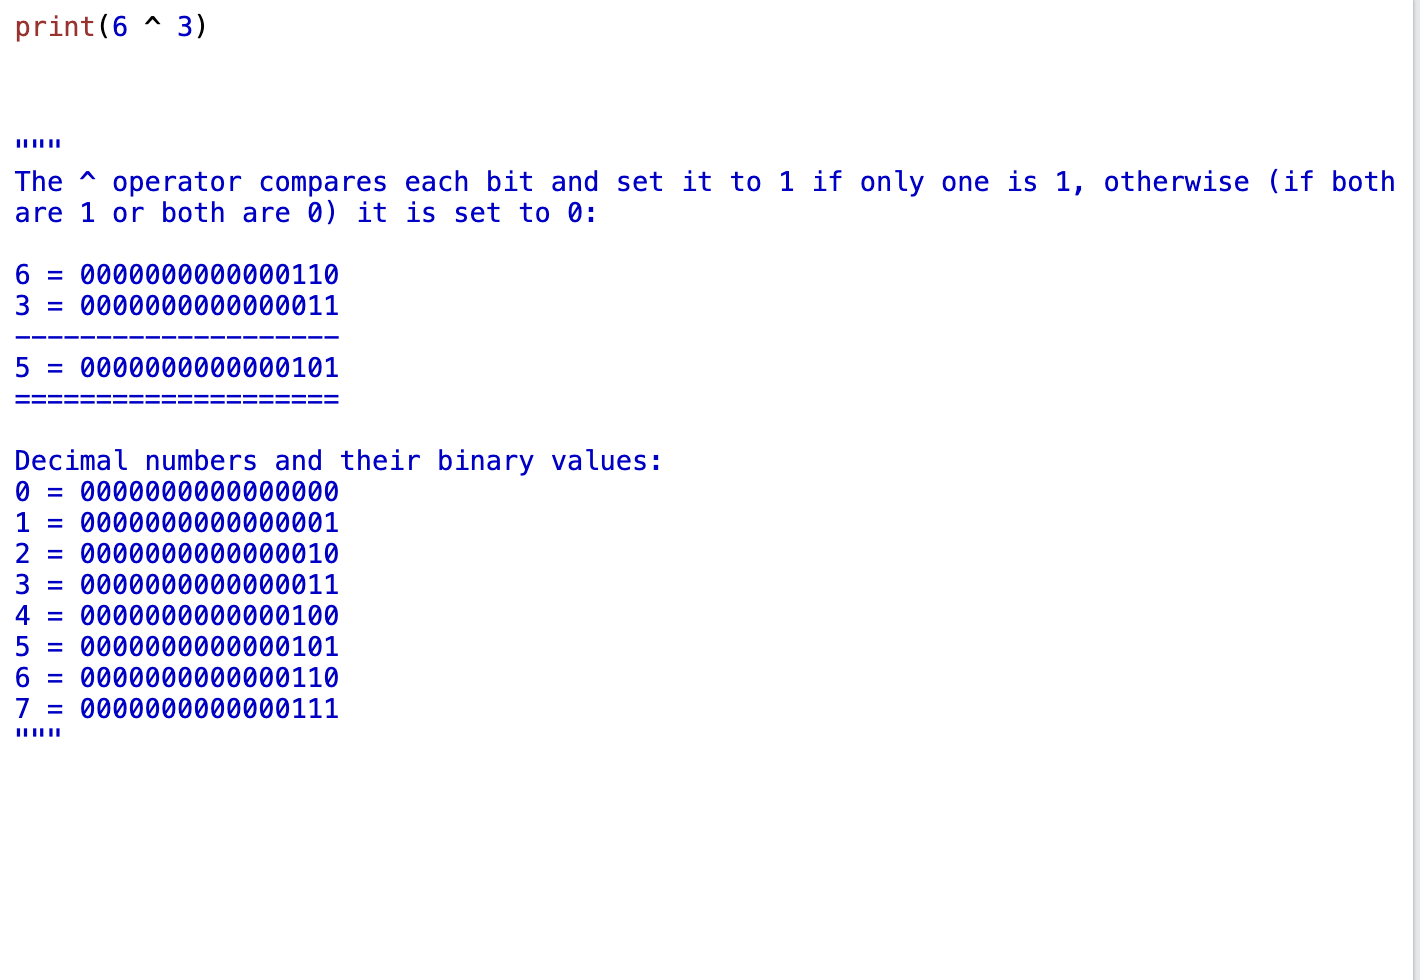 print(6 ^ 3)
"""
The ^ operator compares each bit and set it to 1 if only one is 1, otherwise (if both
are 1 or both are 0) it is set to 0:
6 = 0000000000000110
3 = 0000000000000011
--------------------
5 = 0000000000000101
====================
Decimal numbers and their binary values:
0 = 0000000000000000
1 = 0000000000000001
2 = 0000000000000010
3 = 0000000000000011
4 = 0000000000000100
5 = 0000000000000101
6 = 0000000000000110
7 = 0000000000000111
"""